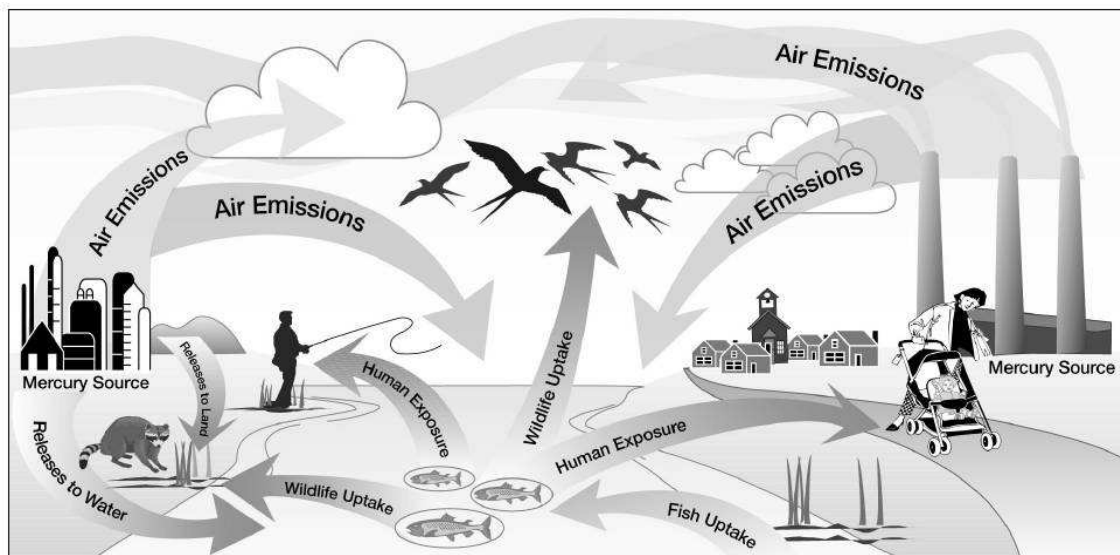 Air Emissions
Air Emissions
Air Emissions
Air Emissions
Mercury Source
Mercury Source
Releases to Land
Human Exposure
Wildlife Uptake
Human Exposure
Releases to Water
Wildlife Uptake
Fish Uptake